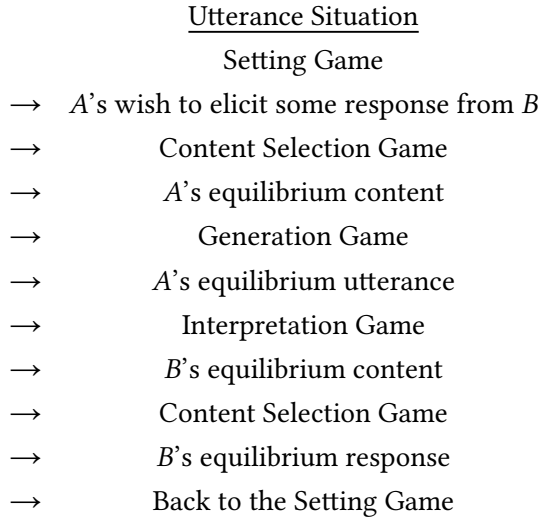 Utterance Situation
Setting Game
→ A's wish to elicit some response from B
→ Content Selection Game
→ A's equilibrium content
→ Generation Game
→ A's equilibrium utterance
→ Interpretation Game
→ B's equilibrium content
→ Content Selection Game
→ B's equilibrium response
→ Back to the Setting Game